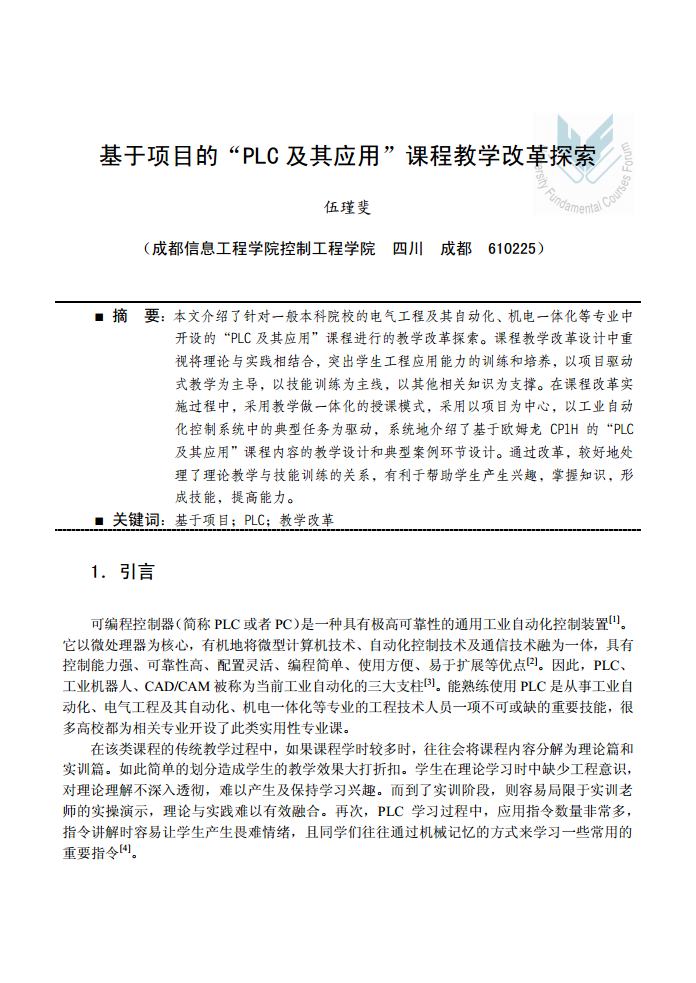 基于项目的“PLC 及其应用”课程教学改革探索
ersity Fundamental Courses Forum
伍瑾斐
（成都信息工程学院控制工程学院 四川 成都 610225）
■ 摘 要：本文介绍了针对一般本科院校的电气工程及其自动化、机电一体化等专业中
开设的“PLC 及其应用”课程进行的教学改革探索。课程教学改革设计中重
视将理论与实践相结合，突出学生工程应用能力的训练和培养，以项目驱动
式教学为主导，以技能训练为主线，以其他相关知识为支撑。在课程改革实
施过程中，采用教学做一体化的授课模式，采用以项目为中心，以工业自动
化控制系统中的典型任务为驱动，系统地介绍了基于欧姆龙 CP1H 的“PLC
及其应用”课程内容的教学设计和典型案例环节设计。通过改革，较好地处
理了理论教学与技能训练的关系，有利于帮助学生产生兴趣，掌握知识，形
成技能，提高能力。
■ 关键词：基于项目；PLC；教学改革
1．引言
可编程控制器（简称 PLC 或者 PC）是一种具有极高可靠性的通用工业自动化控制装置[1]。
它以微处理器为核心，有机地将微型计算机技术、自动化控制技术及通信技术融为一体，具有
控制能力强、可靠性高、配置灵活、编程简单、使用方便、易于扩展等优点[2]。因此，PLC、
工业机器人、CAD/CAM 被称为当前工业自动化的三大支柱[3]。能熟练使用 PLC 是从事工业自
动化、电气工程及其自动化、机电一体化等专业的工程技术人员一项不可或缺的重要技能，很
多高校都为相关专业开设了此类实用性专业课。
在该类课程的传统教学过程中，如果课程学时较多时，往往会将课程内容分解为理论篇和
实训篇。如此简单的划分造成学生的教学效果大打折扣。学生在理论学习时中缺少工程意识，
对理论理解不深入透彻，难以产生及保持学习兴趣。而到了实训阶段，则容易局限于实训老
师的实操演示，理论与实践难以有效融合。再次，PLC 学习过程中，应用指令数量非常多，
指令讲解时容易让学生产生畏难情绪，且同学们往往通过机械记忆的方式来学习一些常用的
重要指令[4]。